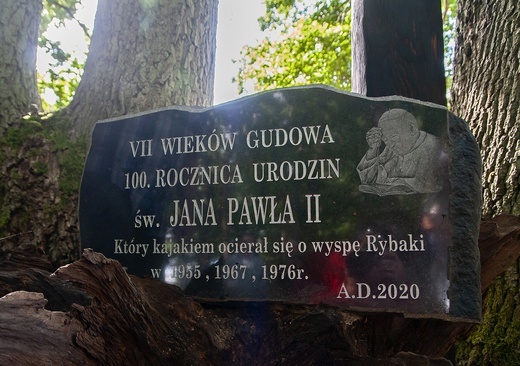 VII WIEKÓW GUDOWA
100. ROCZNICA URODZIN
św. JANA PAWŁA II
Który kajakiem ocierał się o wyspę Rybaki
w 1955 , 1967 , 1976r.
A.D.2020